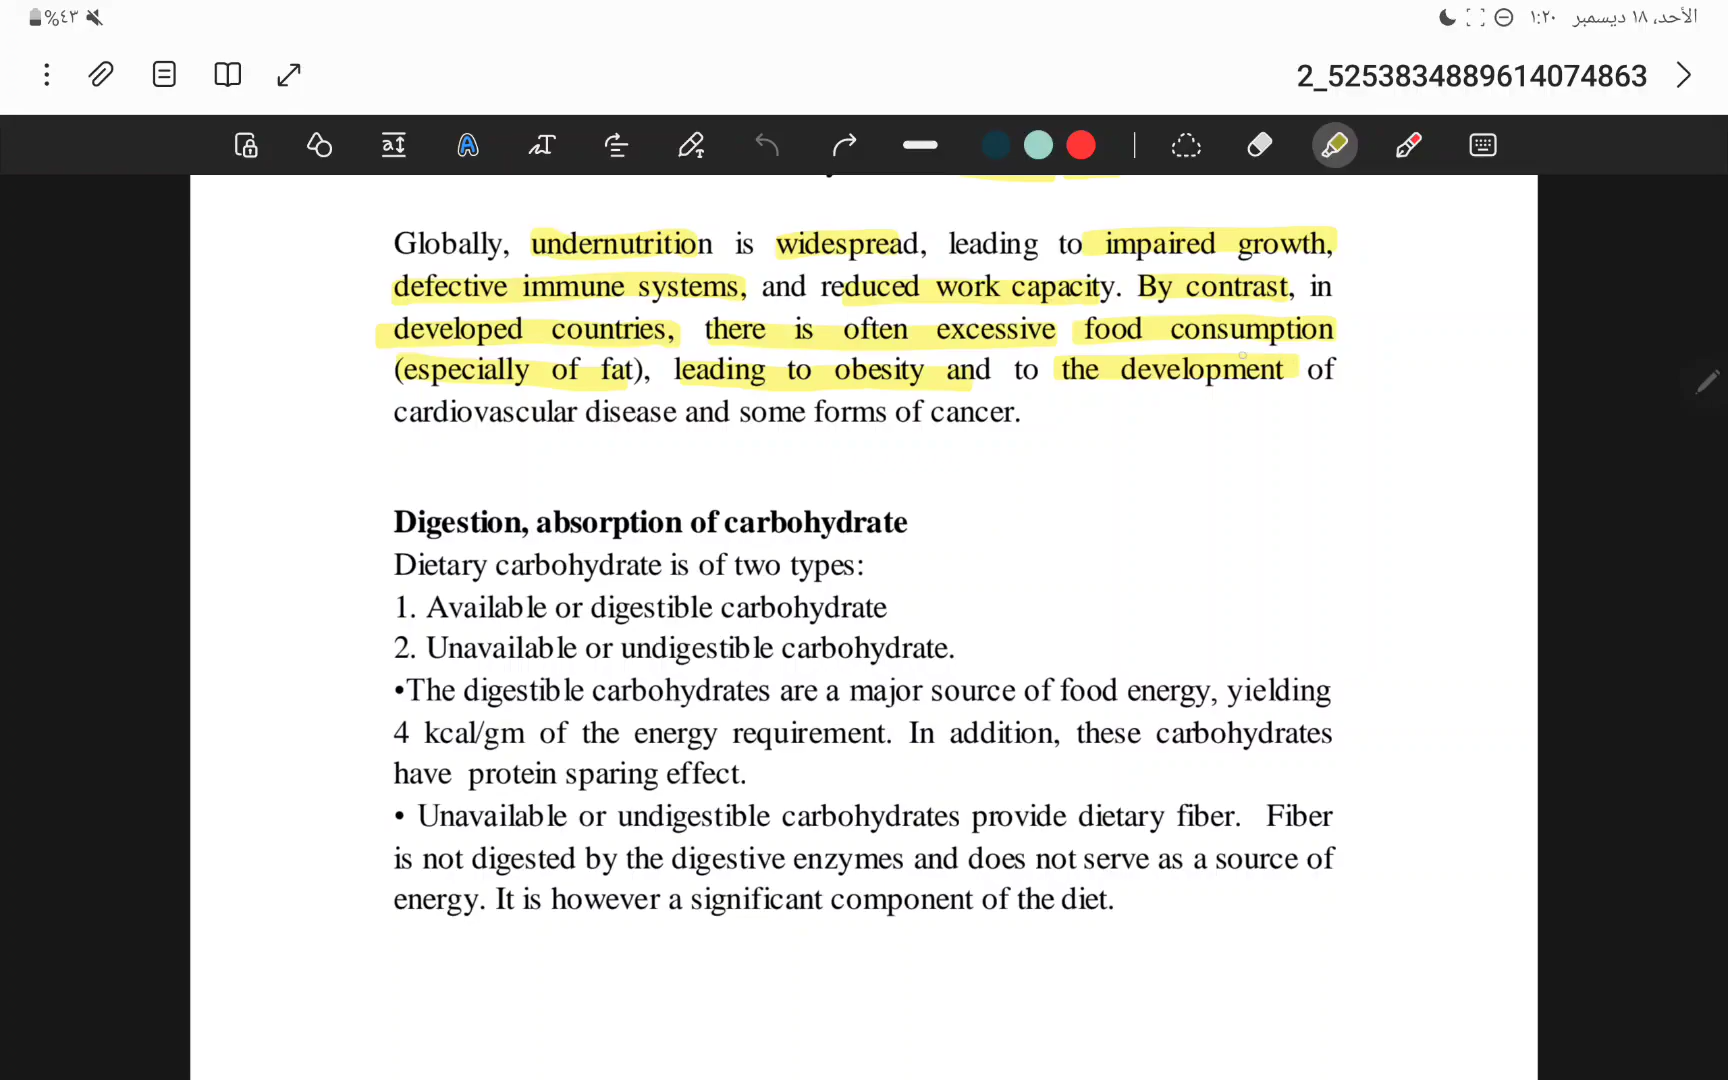 %٤٣
الأحد، ١٨ ديسمبر ١:٢٠
2_5253834889614074863
Globally, undernutrition is widespread, leading to impaired growth,
defective immune systems, and reduced work capacity. By contrast, in
developed countries, there is often excessive food consumption
(especially of fat), leading to obesity and to the development of
cardiovascular disease and some forms of cancer.
Digestion, absorption of carbohydrate
Dietary carbohydrate is of two types:
1. Available or digestible carbohydrate
2. Unavailable or undigestible carbohydrate.
•The digestible carbohydrates are a major source of food energy, yielding
4 kcal/gm of the energy requirement. In addition, these carbohydrates
have protein sparing effect.
• Unavailable or undigestible carbohydrates provide dietary fiber. Fiber
is not digested by the digestive enzymes and does not serve as a source of
energy. It is however a significant component of the diet.